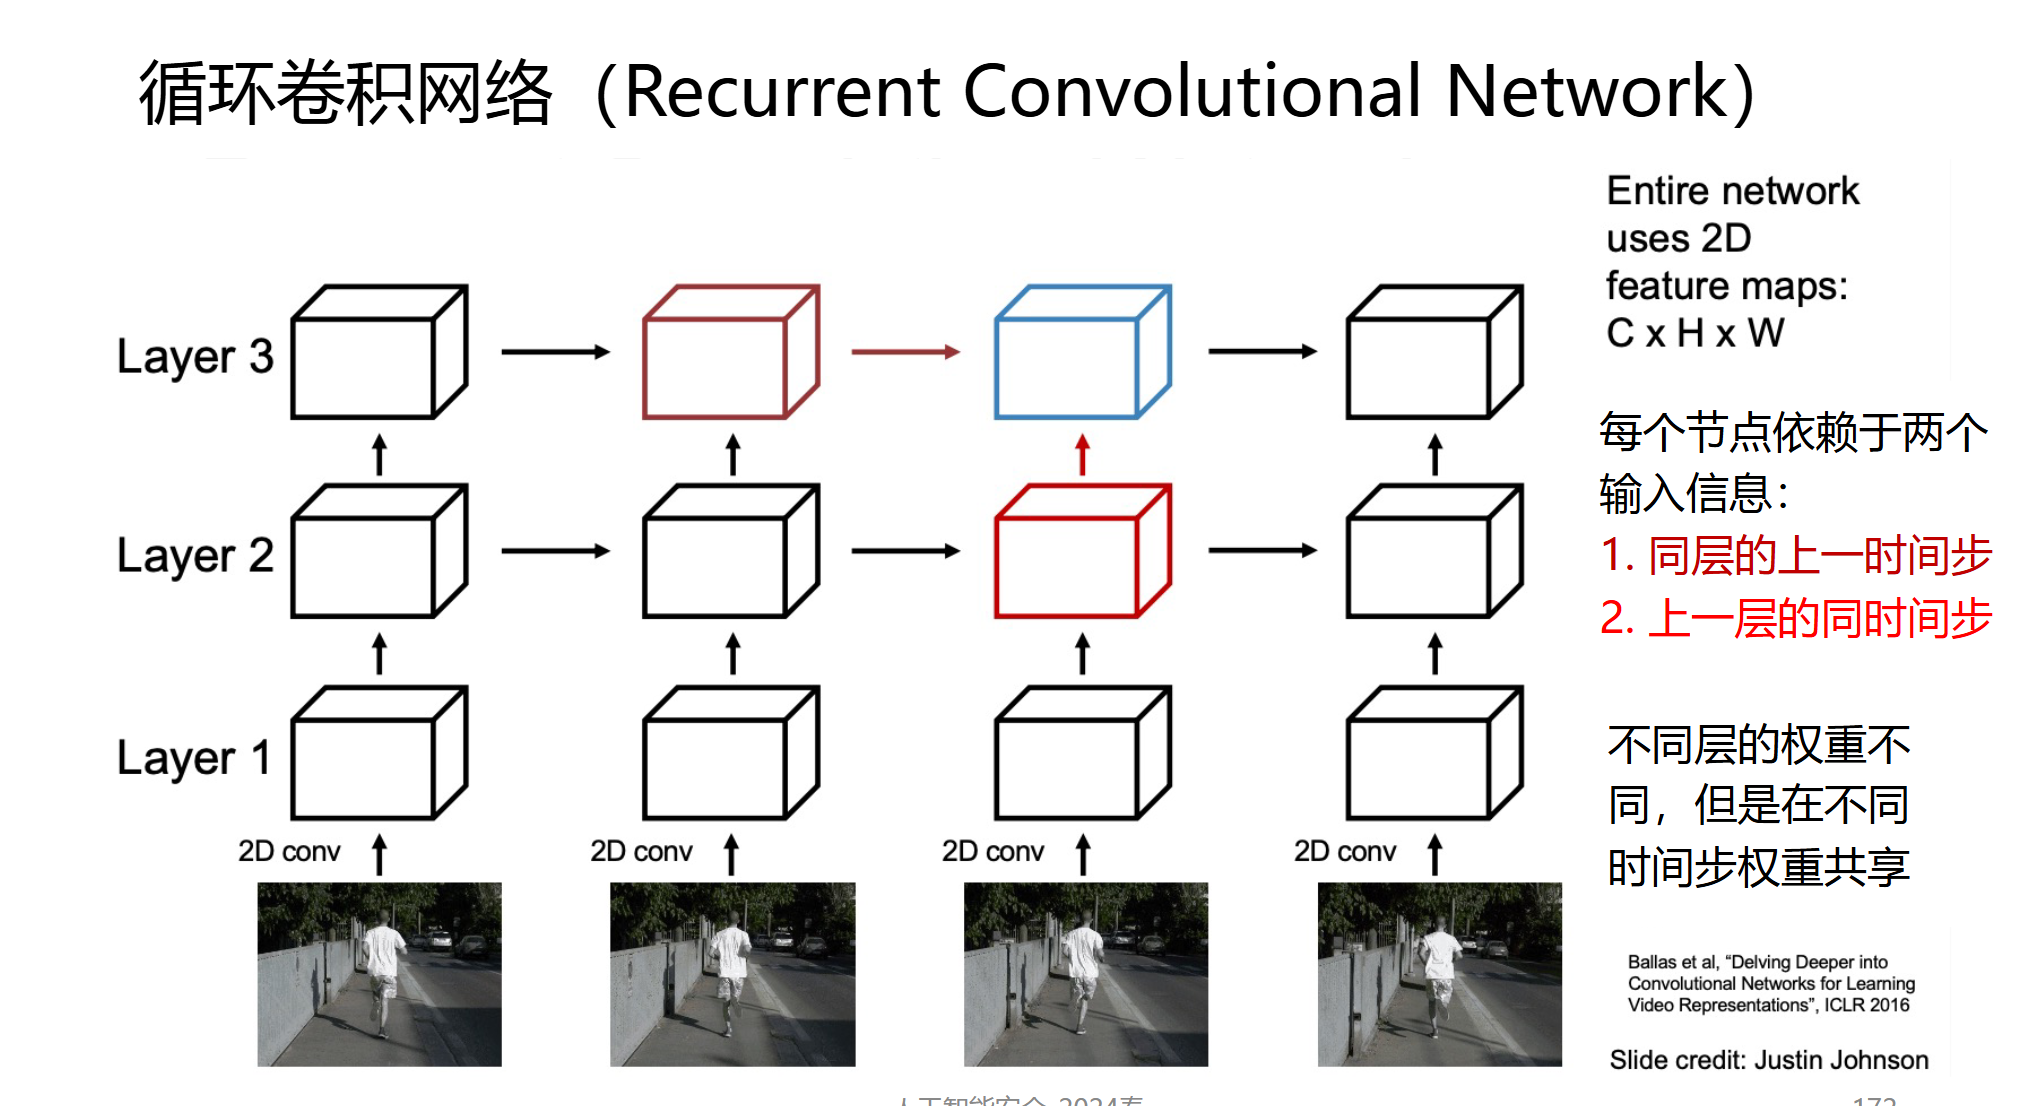 循环卷积网络（Recurrent Convolutional Network）
Entire network
uses 2D
feature maps:
C x H x W
Layer 3
每个节点依赖于两个
输入信息：
1. 同层的上一时间步
2. 上一层的同时间步
Layer 2
Layer 1
不同层的权重不
同，但是在不同
时间步权重共享
2D conv
2D conv
2D conv
2D conv
Ballas et al, “Delving Deeper into
Convolutional Networks for Learning
Video Representations”, ICLR 2016
Slide credit: Justin Johnson